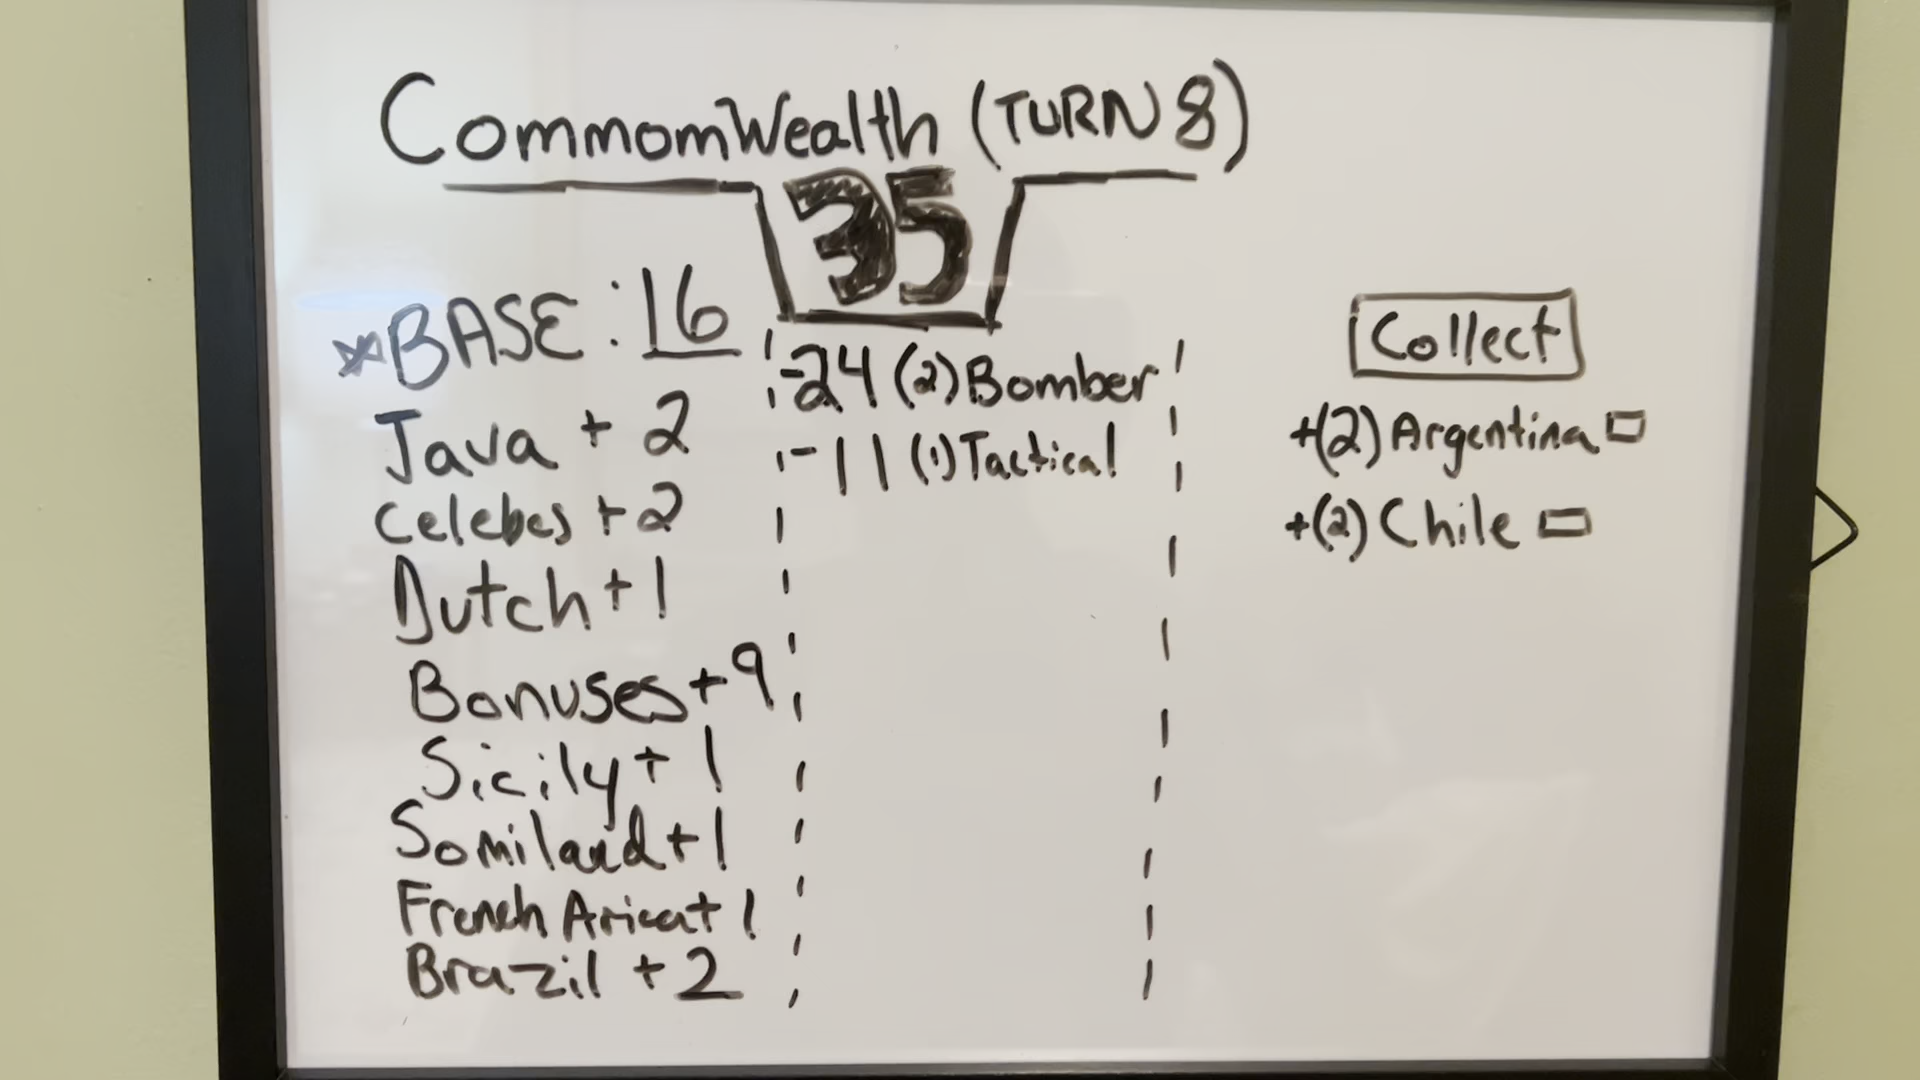 CommomWealth (TURN 8)
35
*BASE: 16
Java + 2
Celebes + 2
Dutch + 1
Bonuses + 9
Sicily + 1
Somiland + 1
French Arica + 1
Brazil + 2
-24 (2) Bomber
-11 (1) Tactical
Collect
+(2) Argentina
+(2) Chile